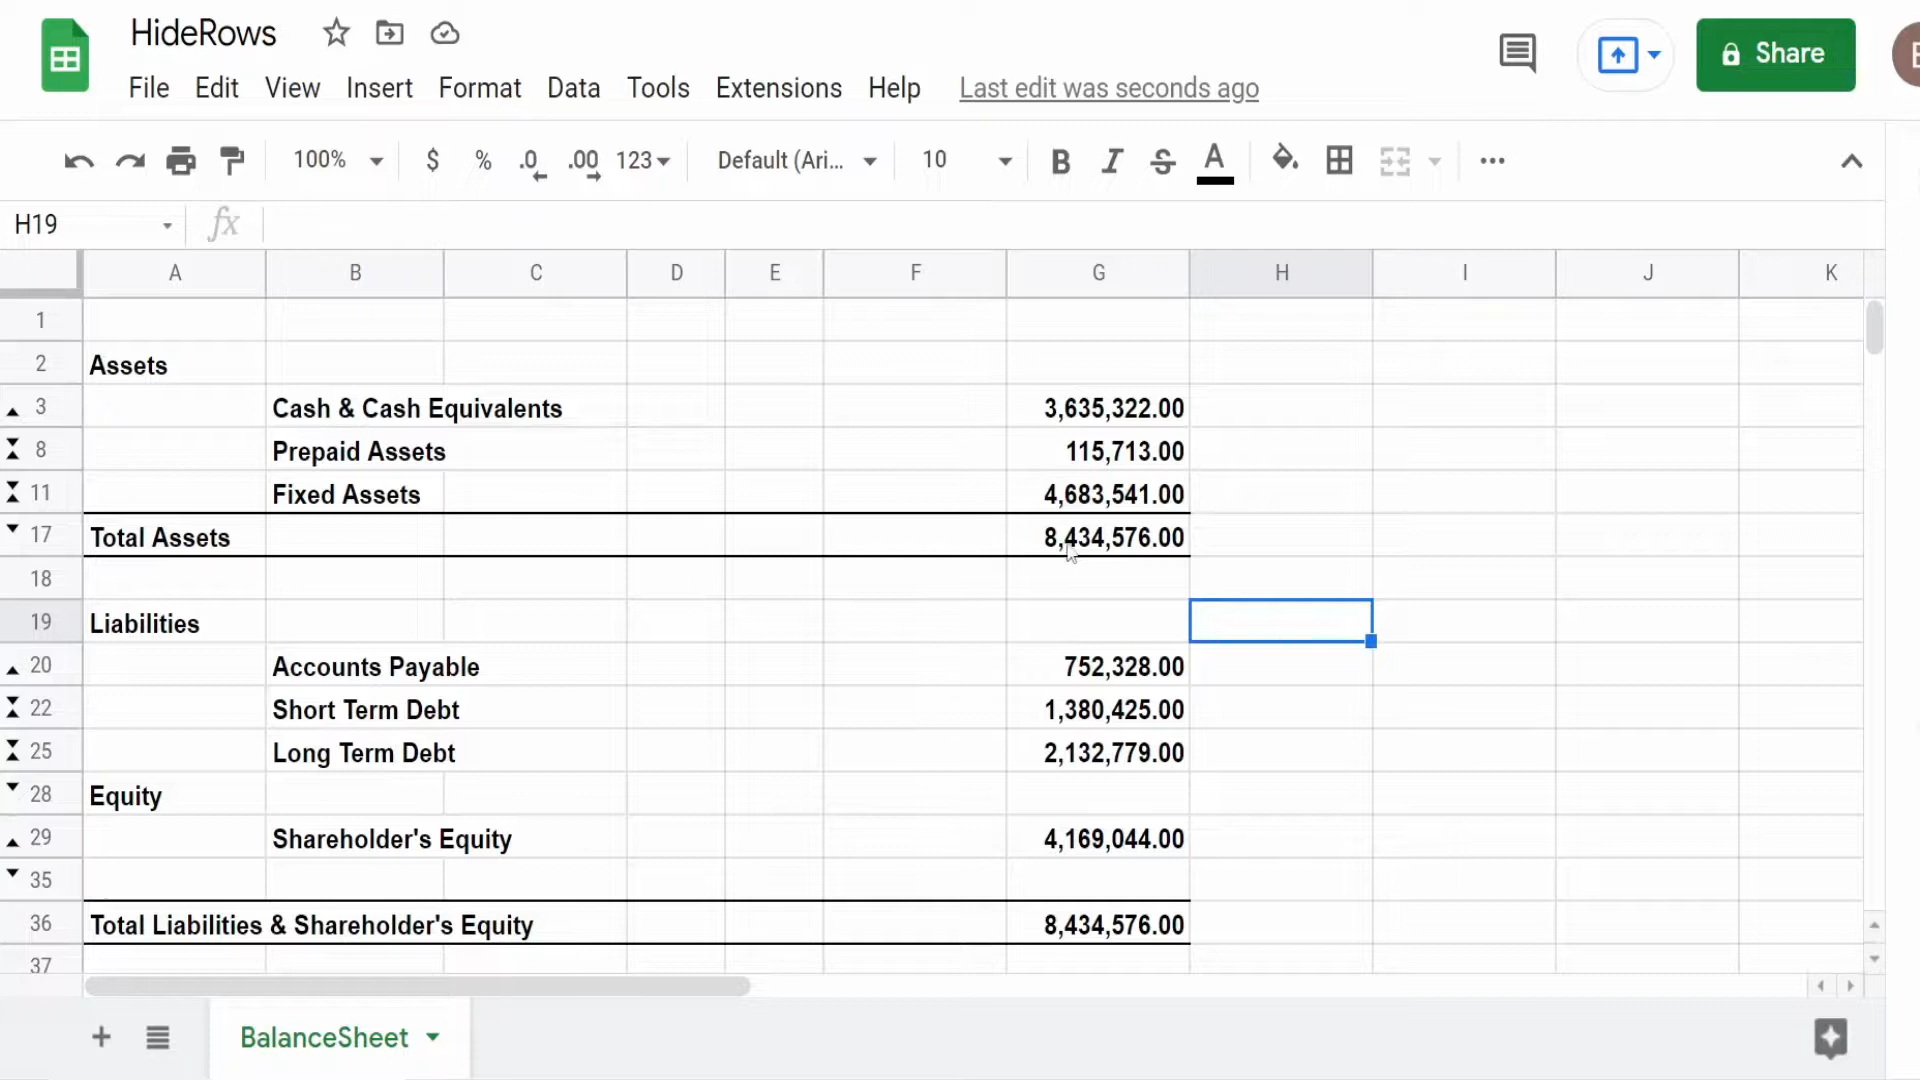 HideRows
File Edit View Insert Format Data Tools Extensions Help Last edit was seconds ago
Share
100% $ % .0 .00 123 Default (Ari... 10 B I S A
H19 fx
A B C D E F G H I J K
1
2 Assets
3 Cash & Cash Equivalents 3,635,322.00
8 Prepaid Assets 115,713.00
11 Fixed Assets 4,683,541.00
17 Total Assets 8,434,576.00
18
19 Liabilities
20 Accounts Payable 752,328.00
22 Short Term Debt 1,380,425.00
25 Long Term Debt 2,132,779.00
28 Equity
29 Shareholder's Equity 4,169,044.00
35
36 Total Liabilities & Shareholder's Equity 8,434,576.00
37
BalanceSheet